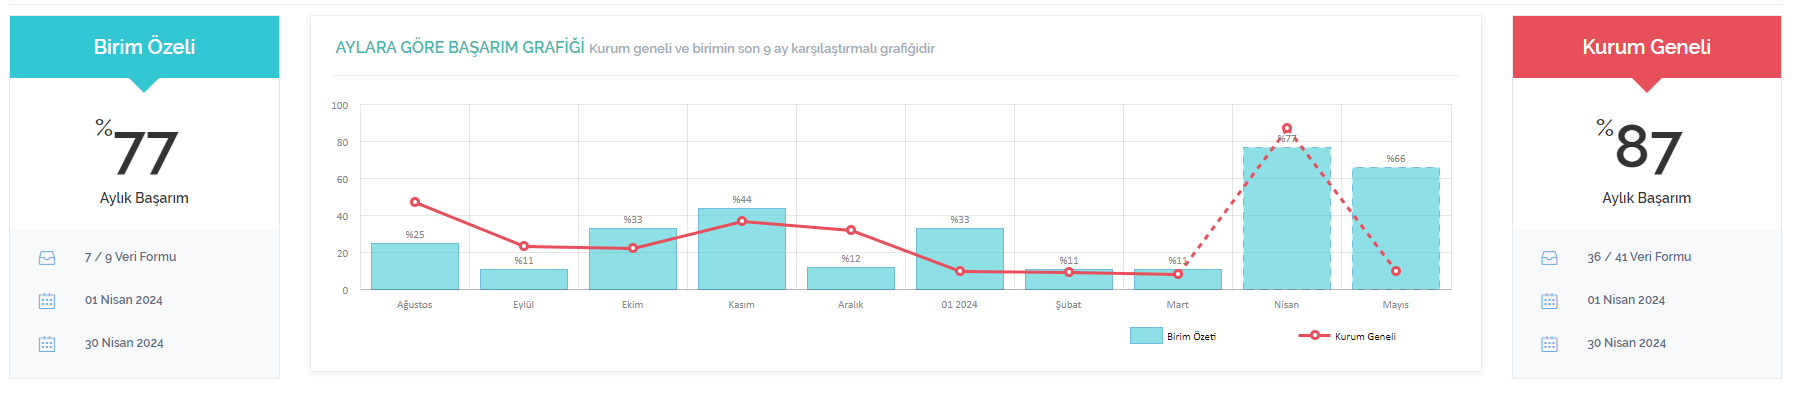 Birim Özeli
%77
Aylık Başarım
7 / 9 Veri Formu
01 Nisan 2024
30 Nisan 2024
AYLARA GÖRE BAŞARIM GRAFİĞİ Kurum geneli ve birimin son 9 ay karşılaştırmalı grafiğidir
100
80
60
40
20
0
%25
%11
%33
%44
%12
%33
%11
%11
%77
%66
Ağustos
Eylül
Ekim
Kasım
Aralık
01 2024
Şubat
Mart
Nisan
Mayıs
Birim Özeti
Kurum Geneli
Kurum Geneli
%87
Aylık Başarım
36 / 41 Veri Formu
01 Nisan 2024
30 Nisan 2024